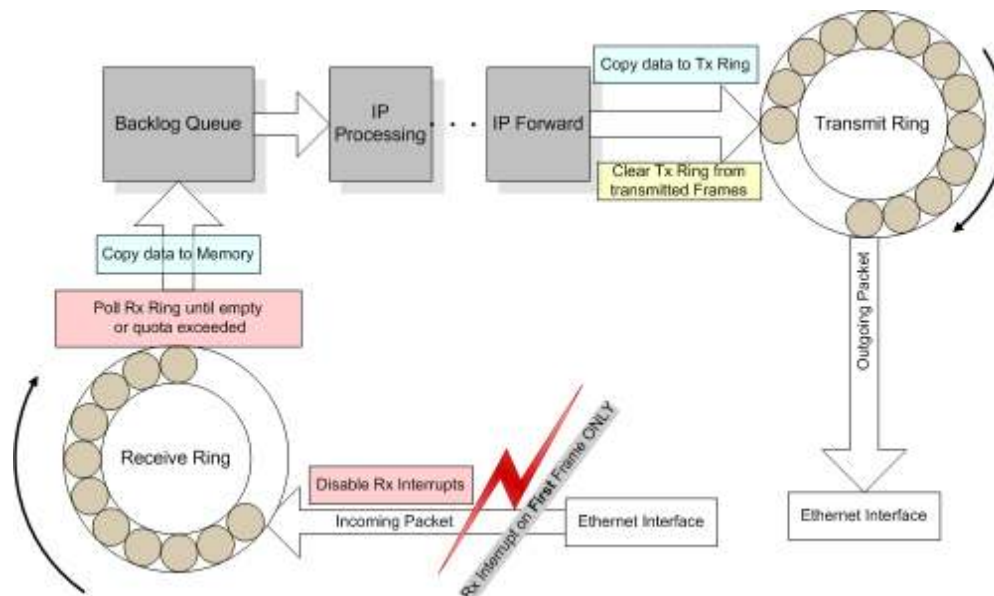 Copy data to Tx Ring
Backlog Queue
IP
Processing
. . .
IP Forward
Transmit Ring
Clear Tx Ring from
transmitted Frames
Copy data to Memory
Poll Rx Ring until empty
or quota exceeded
Outgoing Packet
Receive Ring
Disable Rx Interrupts
Rx Interrupt on First Frame ONLY
Incoming Packet
Ethernet Interface
Ethernet Interface